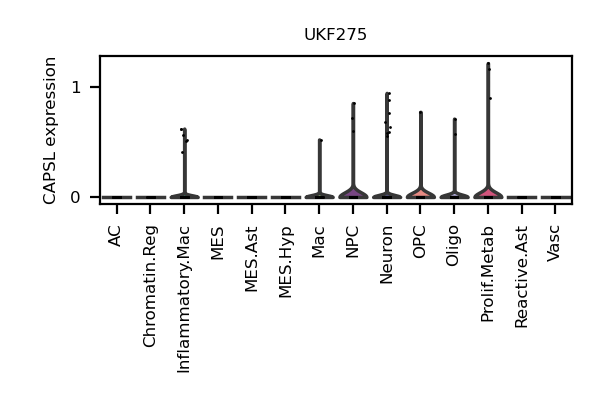 UKF275
CAPSL expression
1
0
AC
Chromatin.Reg
Inflammatory.Mac
MES
MES.Ast
MES.Hyp
Mac
NPC
Neuron
OPC
Oligo
Prolif.Metab
Reactive.Ast
Vasc